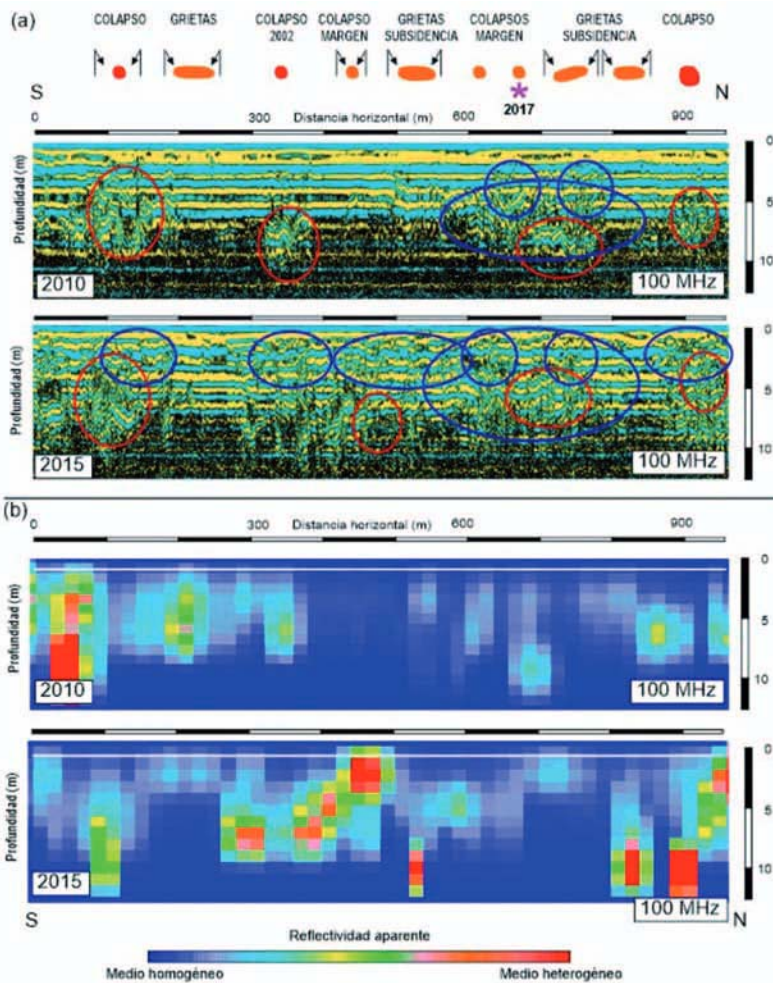 (a)
COLAPSO GRIETAS COLAPSO COLAPSO GRIETAS COLAPSOS GRIETAS COLAPSO
2002 MARGEN SUBSIDENCIA MARGEN SUBSIDENCIA
S 2017 N
0 300 Distancia horizontal (m) 600 900
Profundidad (m)
0
5
10
2010 100 MHz
Profundidad (m)
0
5
10
2015 100 MHz
(b)
0 300 Distancia horizontal (m) 600 900
Profundidad (m)
0
5
10
2010 100 MHz
Profundidad (m)
0
5
10
2015 100 MHz
S N
Reflectividad aparente
Medio homogéneo Medio heterogéneo